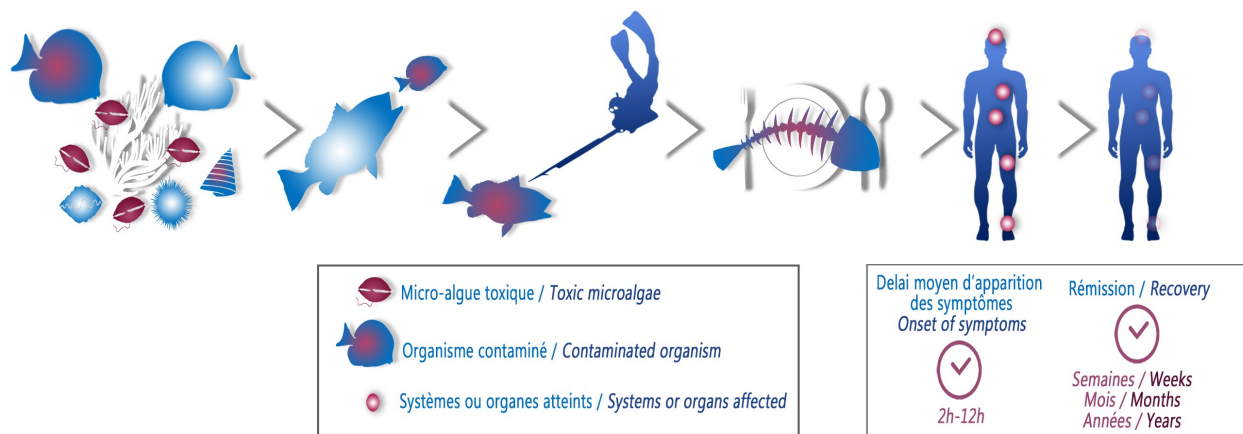 Micro-algue toxique / Toxic microalgae
Organisme contaminé / Contaminated organism
Systèmes ou organes atteints / Systems or organs affected
Delai moyen d'apparition
des symptômes
Onset of symptoms
2h-12h
Rémission / Recovery
Semaines / Weeks
Mois / Months
Années / Years